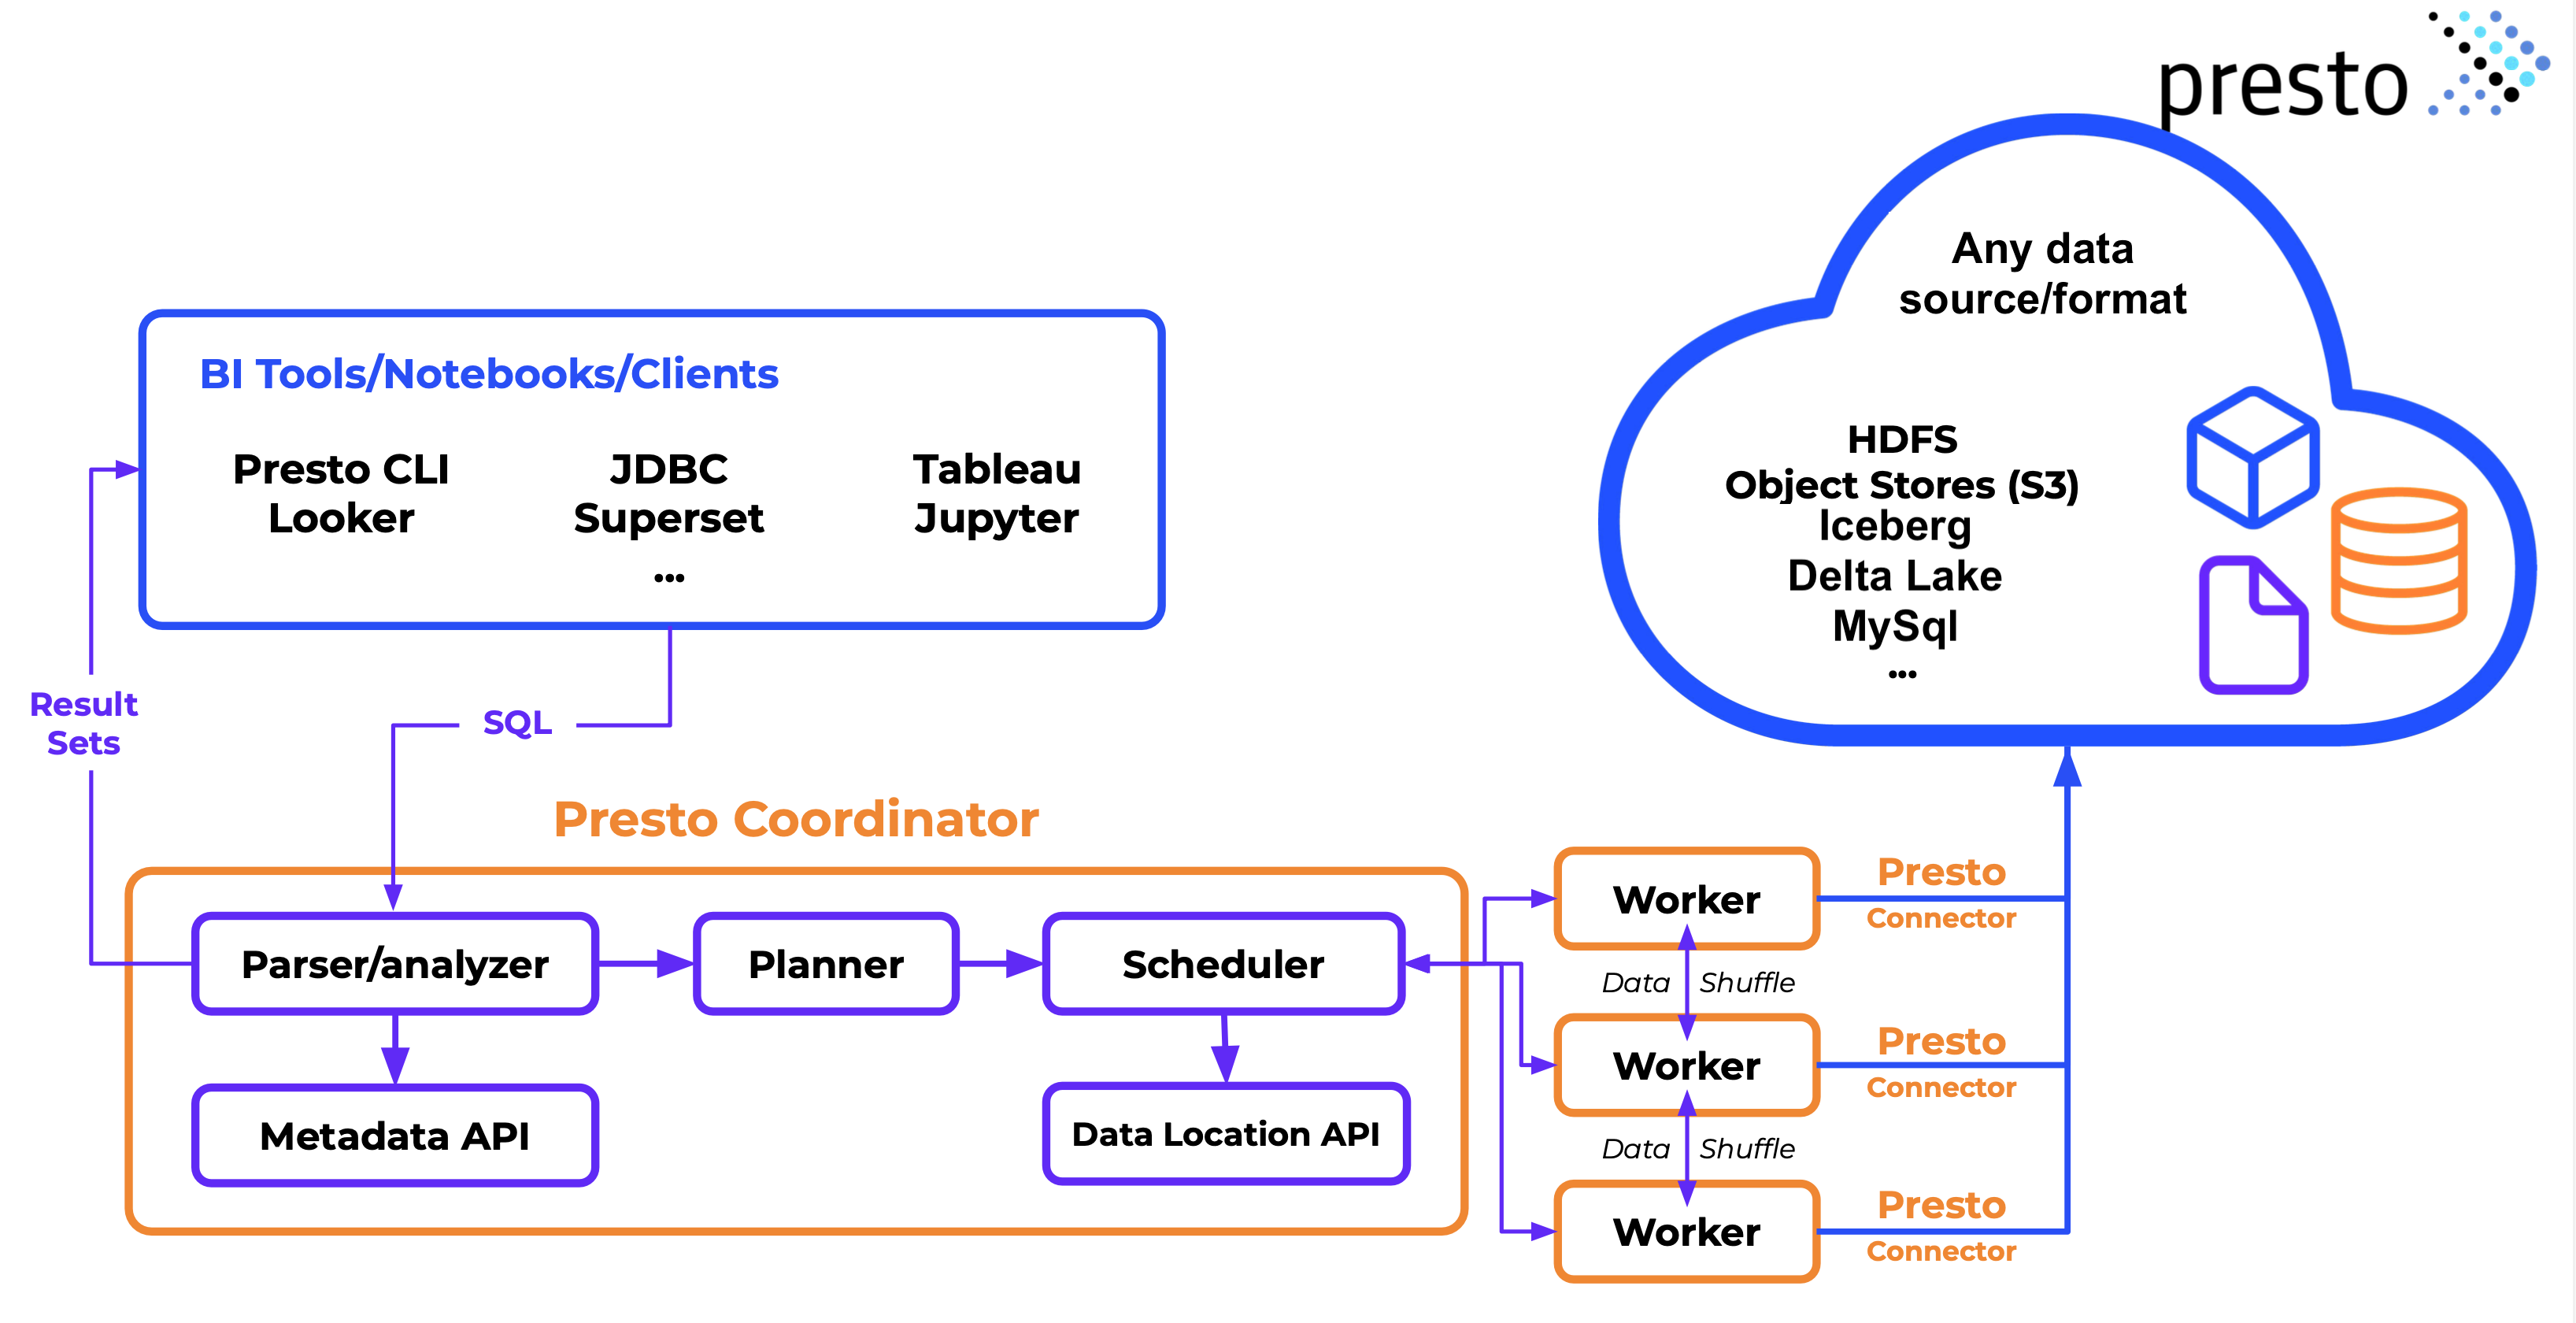 presto
Any data
source/format
HDFS
Object Stores (S3)
Iceberg
Delta Lake
MySql
...
BI Tools/Notebooks/Clients
Presto CLI
Looker
JDBC
Superset
...
Tableau
Jupyter
Result
Sets
SQL
Presto Coordinator
Parser/analyzer
Planner
Scheduler
Metadata API
Data Location API
Worker
Presto
Connector
Data Shuffle
Worker
Presto
Connector
Data Shuffle
Worker
Presto
Connector